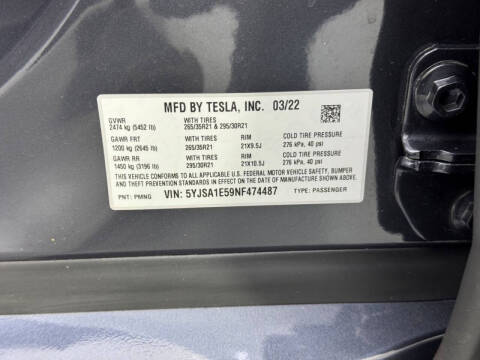 MFD BY TESLA, INC. 03/22
GVWR WITH TIRES
2474 kg (5452 lb) 265/35R21 & 295/30R21
GAWR FRT WITH TIRES RIM COLD TIRE PRESSURE
1200 kg (2645 lb) 265/35R21 21X9.5J 276 kPa, 40 psi
GAWR RR WITH TIRES RIM COLD TIRE PRESSURE
1450 kg (3196 lb) 295/30R21 21X10.5J 276 kPa, 40 psi
THIS VEHICLE CONFORMS TO ALL APPLICABLE U.S. FEDERAL MOTOR VEHICLE SAFETY, BUMPER
AND THEFT PREVENTION STANDARDS IN EFFECT ON THE DATE OF MANUFACTURE SHOWN ABOVE.
PNT: PMNG VIN: 5YJSA1E59NF474487 TYPE: PASSENGER